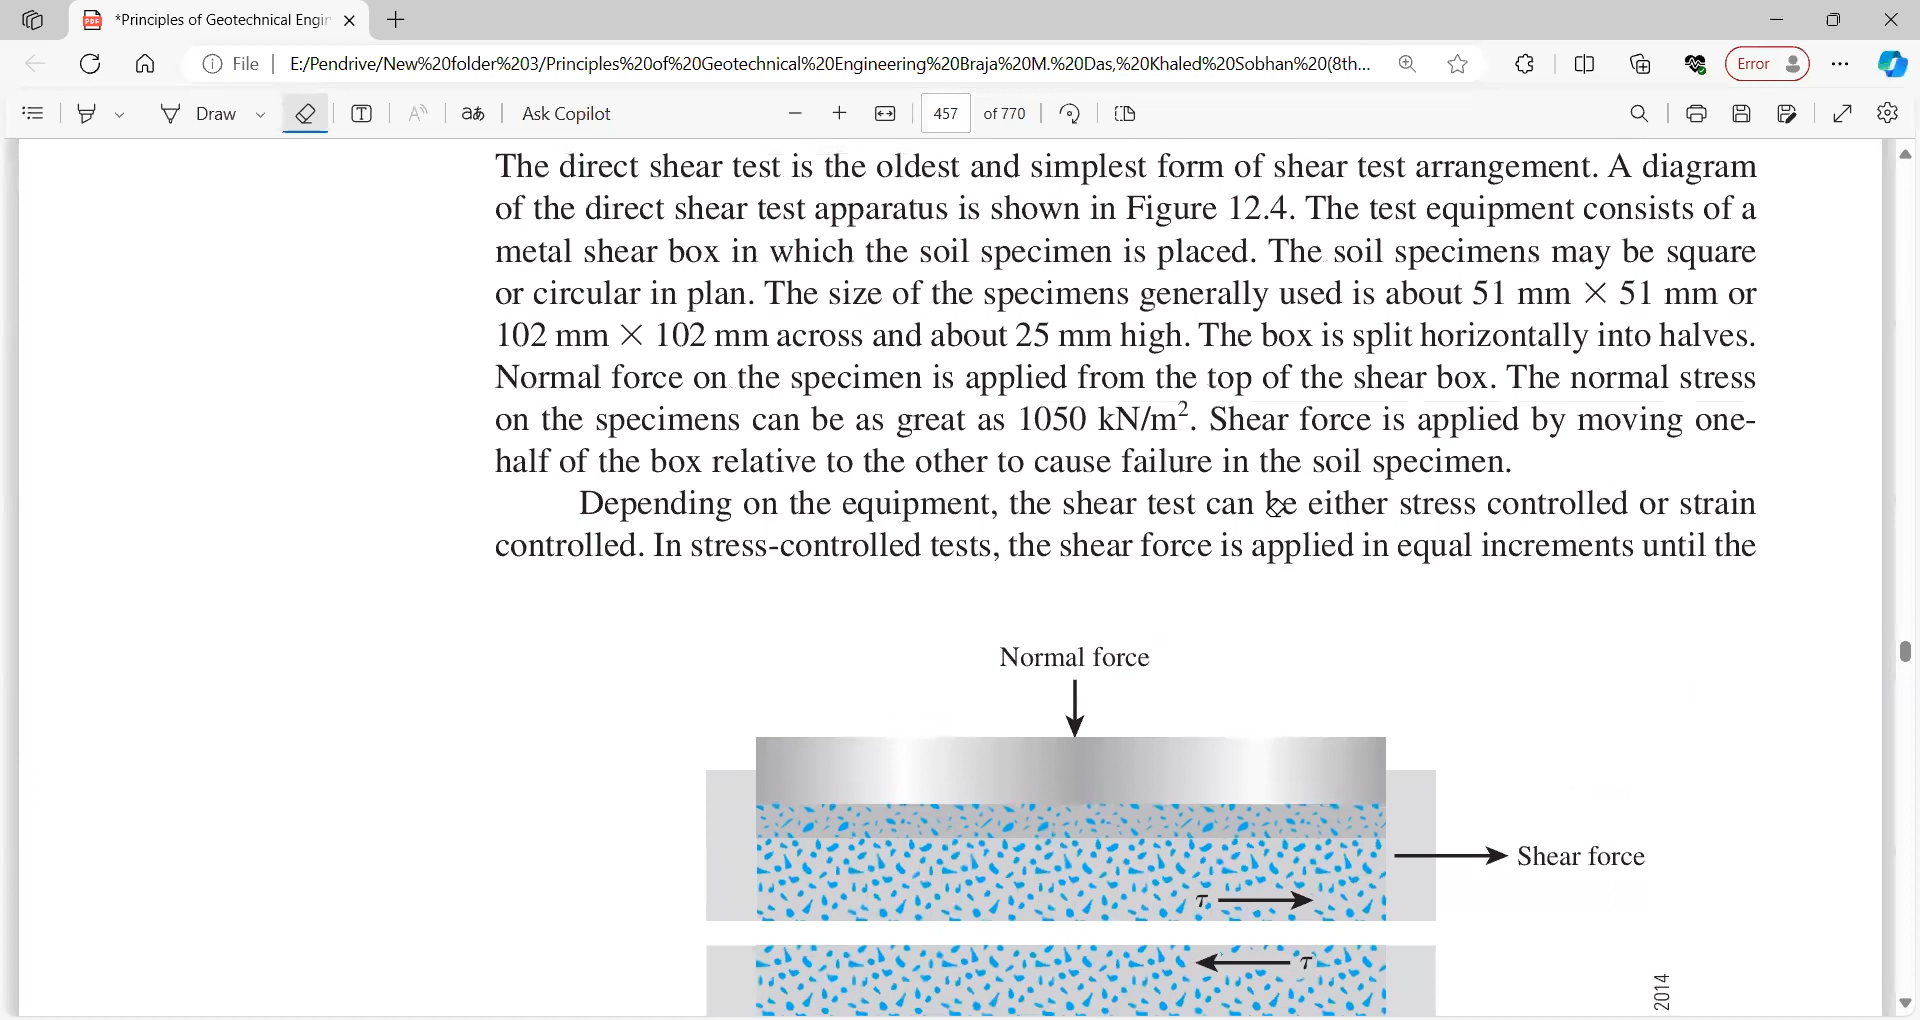 *Principles of Geotechnical Engin
File
E:/Pendrive/New%20folder%203/Principles%20of%20Geotechnical%20Engineering%20Braja%20M.%20Das,%20Khaled%20Sobhan%20(8th...
Error
Draw
Ask Copilot
457 of 770
The direct shear test is the oldest and simplest form of shear test arrangement. A diagram
of the direct shear test apparatus is shown in Figure 12.4. The test equipment consists of a
metal shear box in which the soil specimen is placed. The soil specimens may be square
or circular in plan. The size of the specimens generally used is about 51 mm × 51 mm or
102 mm × 102 mm across and about 25 mm high. The box is split horizontally into halves.
Normal force on the specimen is applied from the top of the shear box. The normal stress
on the specimens can be as great as 1050 kN/m². Shear force is applied by moving one-
half of the box relative to the other to cause failure in the soil specimen.
Depending on the equipment, the shear test can be either stress controlled or strain
controlled. In stress-controlled tests, the shear force is applied in equal increments until the
Normal force
Shear force
τ
τ
2014